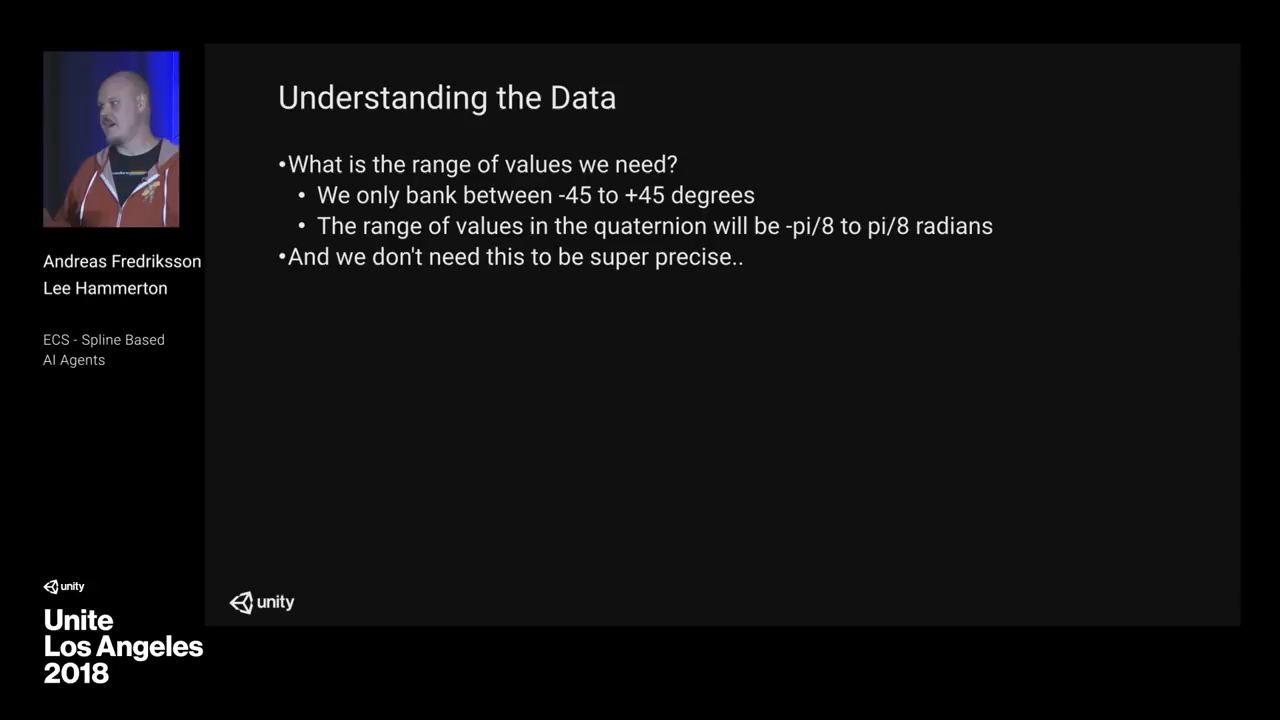 Understanding the Data
•What is the range of values we need?
• We only bank between -45 to +45 degrees
• The range of values in the quaternion will be -pi/8 to pi/8 radians
•And we don't need this to be super precise..
Andreas Fredriksson
Lee Hammerton
ECS - Spline Based
AI Agents
unity
Unite
Los Angeles
2018
unity